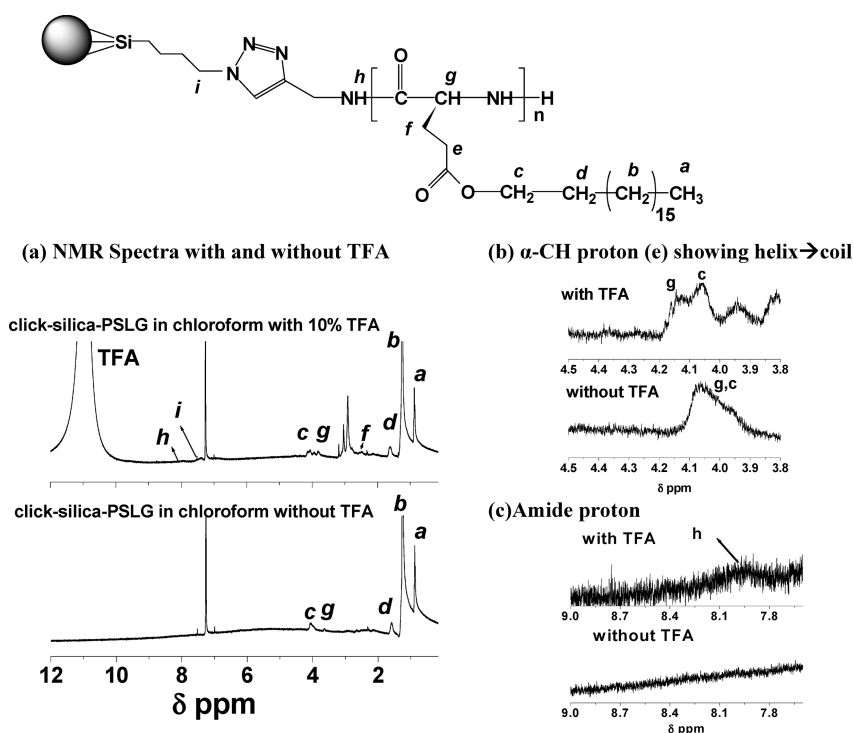 Si
N
N
N
N
i
h
NH
O
C
g
CH
NH
H
n
f
e
O
O
c
CH2
d
CH2
b
(CH2)
15
a
CH3
(a) NMR Spectra with and without TFA
(b) α-CH proton (e) showing helix→coil
click-silica-PSLG in chloroform with 10% TFA
TFA
h
i
c g
f
d
b
a
click-silica-PSLG in chloroform without TFA
c g
d
b
a
12 10 8 6 4 2
δ ppm
with TFA
g
c
4.5 4.4 4.3 4.2 4.1 4.0 3.9 3.8
without TFA
g,c
4.5 4.4 4.3 4.2 4.1 4.0 3.9 3.8
δ ppm
(c)Amide proton
with TFA
h
9.0 8.7 8.4 8.1 7.8
without TFA
9.0 8.7 8.4 8.1 7.8
δ ppm